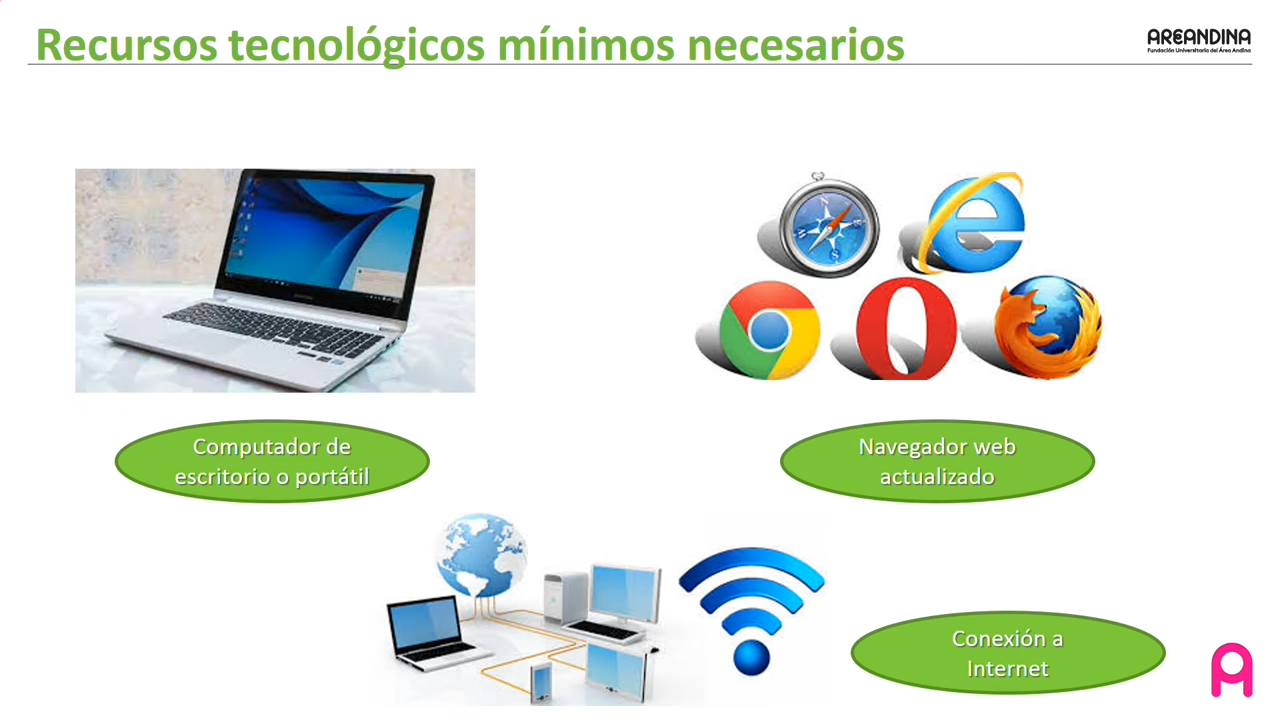 Recursos tecnológicos mínimos necesarios
AREANDINA
Fundación Universitaria del Área Andina
Computador de
escritorio o portátil
Navegador web
actualizado
Conexión a
Internet